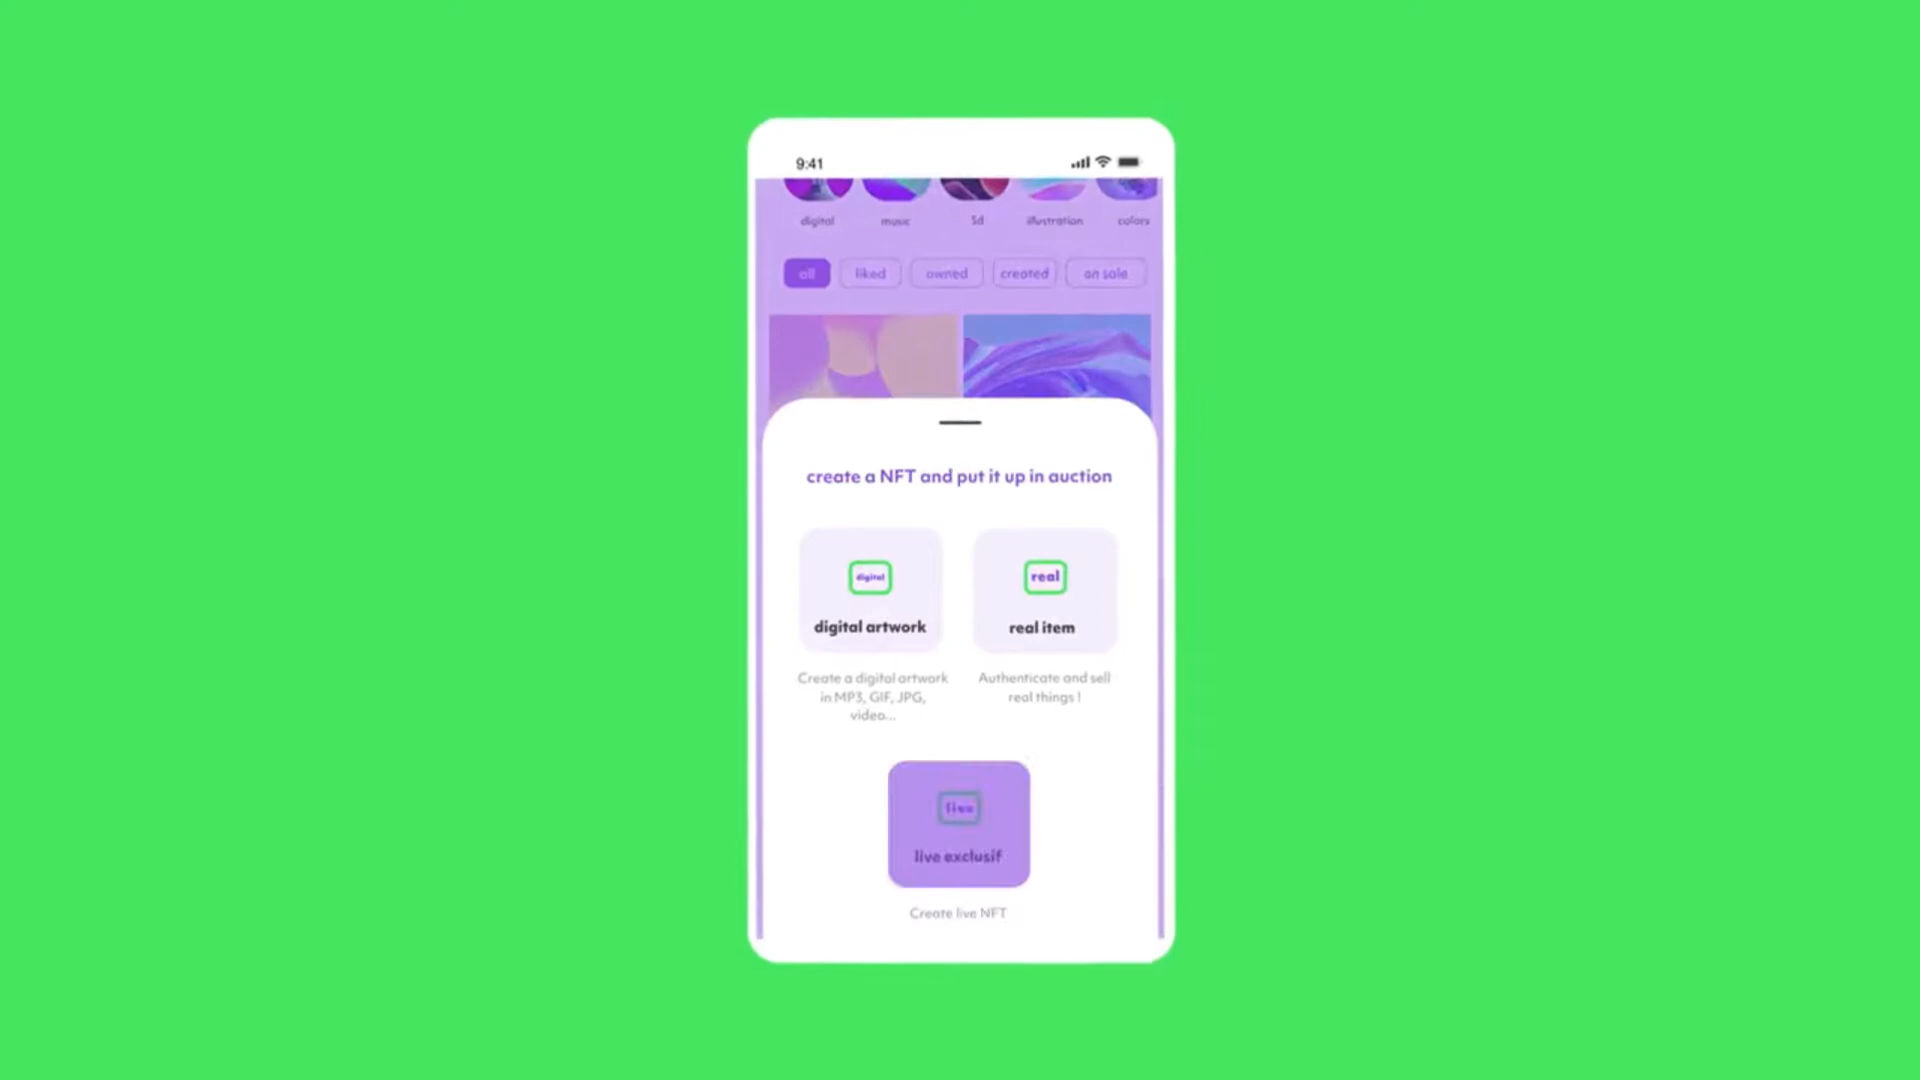 9:41
digital music 5d illustration colors
all liked owned created on sale
create a NFT and put it up in auction
digital real
digital artwork real item
Create a digital artwork
in MP3, GIF, JPG,
video...
Authenticate and sell
real things !
live
live exclusif
Create live NFT